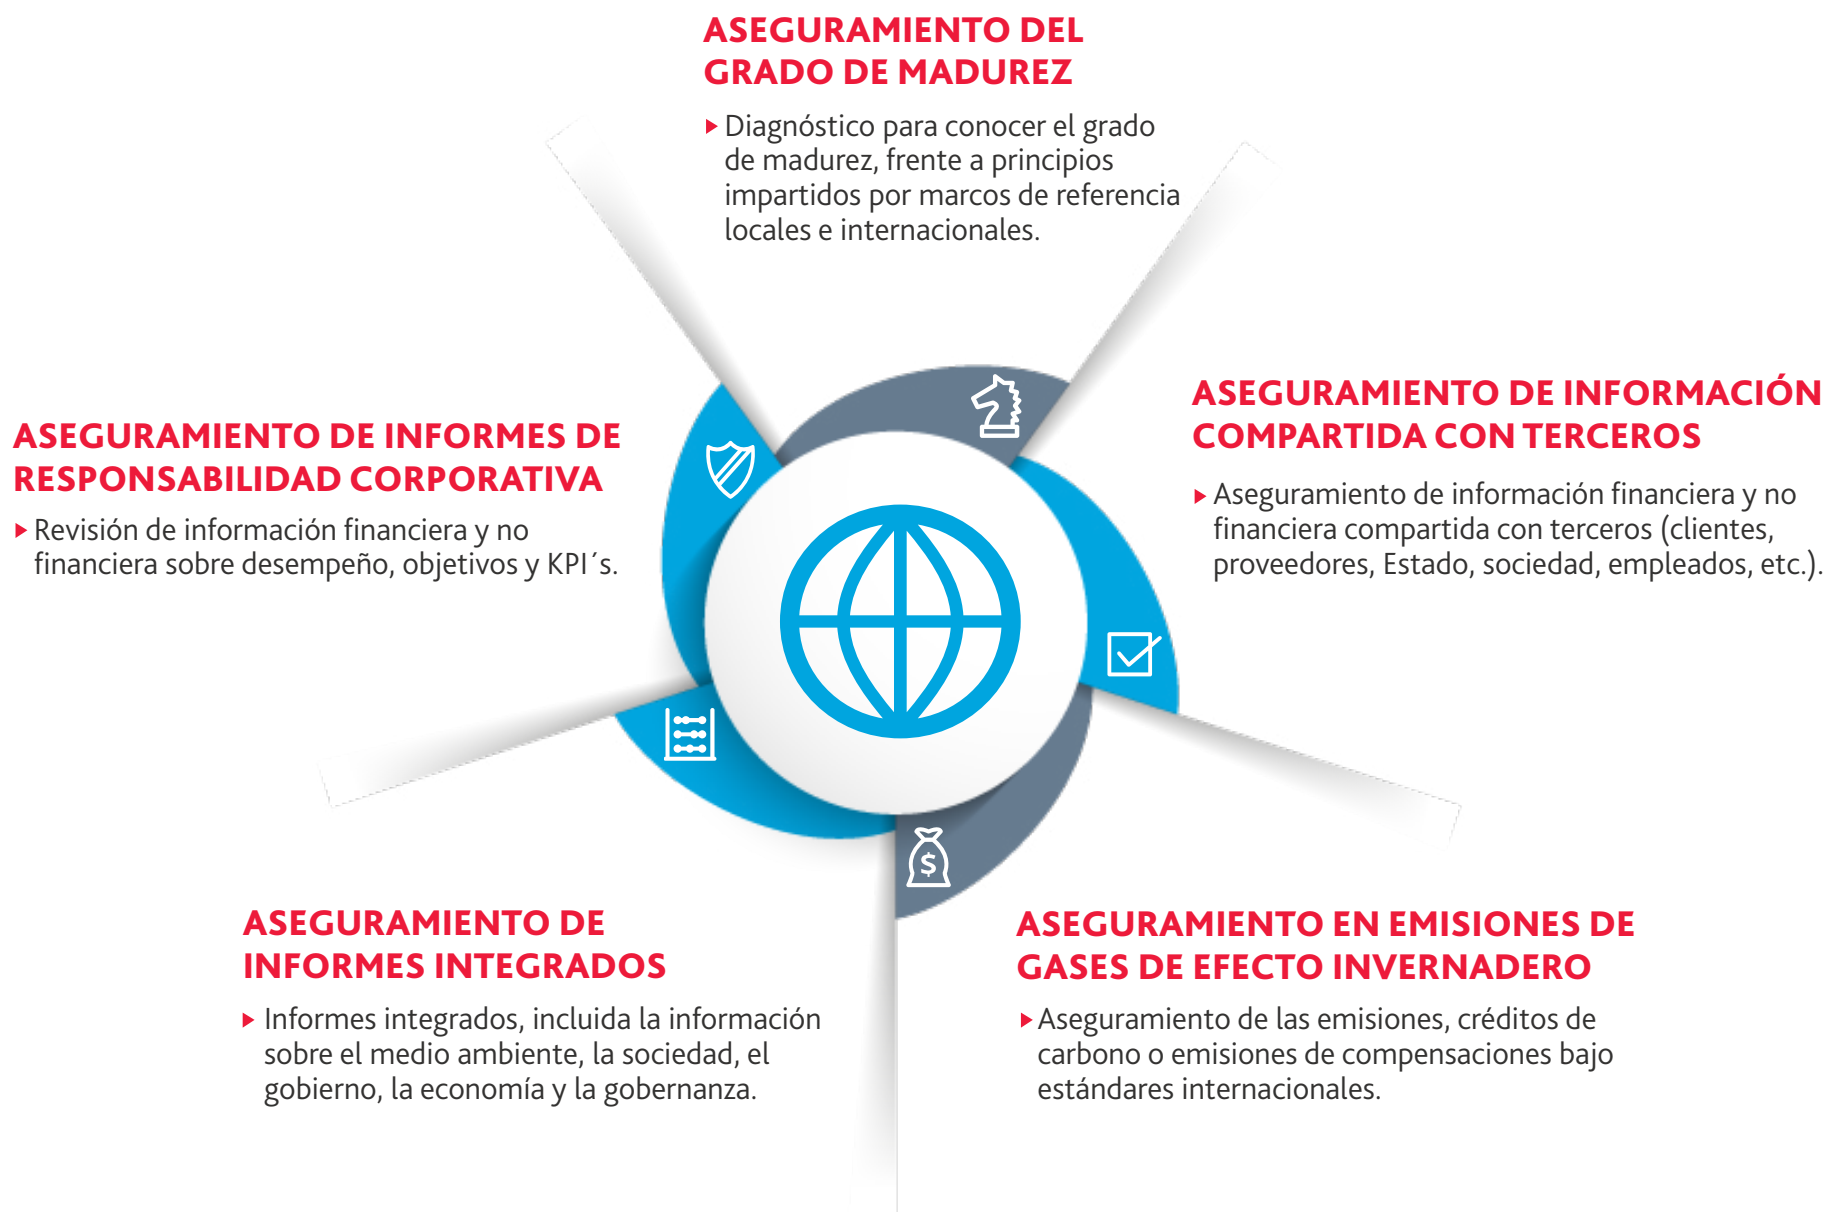 ASEGURAMIENTO DEL
GRADO DE MADUREZ
Diagnóstico para conocer el grado
de madurez, frente a principios
impartidos por marcos de referencia
locales e internacionales.
ASEGURAMIENTO DE INFORMACIÓN
COMPARTIDA CON TERCEROS
Aseguramiento de información financiera y no
financiera compartida con terceros (clientes,
proveedores, Estado, sociedad, empleados, etc.).
ASEGURAMIENTO DE INFORMES DE
RESPONSABILIDAD CORPORATIVA
Revisión de información financiera y no
financiera sobre desempeño, objetivos y KPI´s.
$
ASEGURAMIENTO DE
INFORMES INTEGRADOS
Informes integrados, incluida la información
sobre el medio ambiente, la sociedad, el
gobierno, la economía y la gobernanza.
ASEGURAMIENTO EN EMISIONES DE
GASES DE EFECTO INVERNADERO
Aseguramiento de las emisiones, créditos de
carbono o emisiones de compensaciones bajo
estándares internacionales.